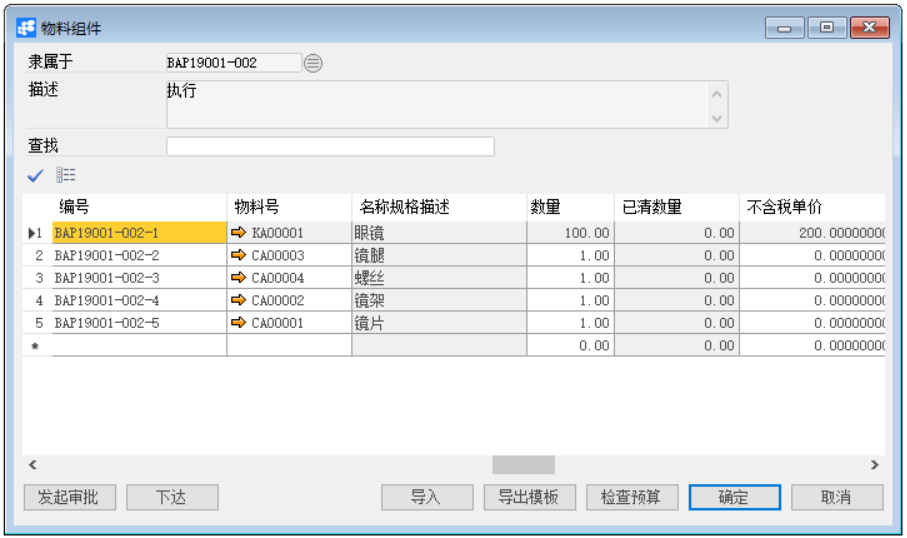 物料组件
隶属于 BAP19001-002
描述 执行
查找
编号 物料号 名称规格描述 数量 已清数量 不含税单价
1 BAP19001-002-1 KA00001 眼镜 100.00 0.00 200.00000000
2 BAP19001-002-2 CA00003 镜腿 1.00 0.00 0.00000000
3 BAP19001-002-3 CA00004 螺丝 1.00 0.00 0.00000000
4 BAP19001-002-4 CA00002 镜架 1.00 0.00 0.00000000
5 BAP19001-002-5 CA00001 镜片 1.00 0.00 0.00000000
* 0.00 0.00 0.00000000
发起审批 下达 导入 导出模板 检查预算 确定 取消